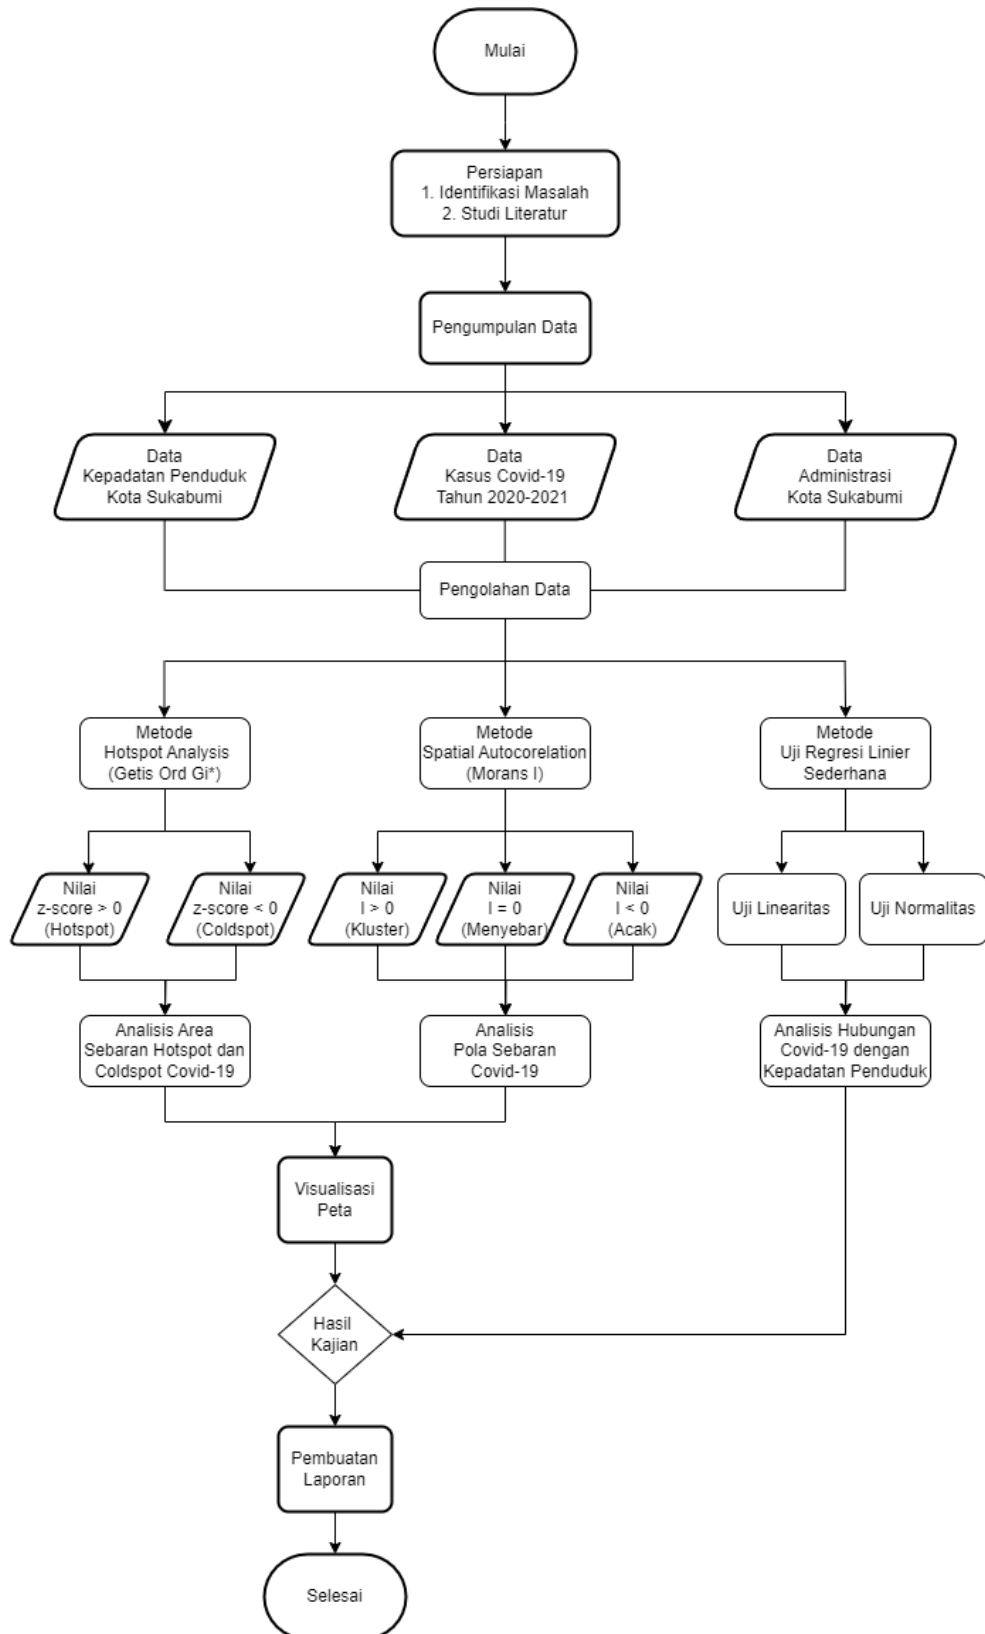 Mulai
Persiapan
1. Identifikasi Masalah
2. Studi Literatur
Pengumpulan Data
Data
Kepadatan Penduduk
Kota Sukabumi
Data
Kasus Covid-19
Tahun 2020-2021
Data
Administrasi
Kota Sukabumi
Pengolahan Data
Metode
Hotspot Analysis
(Getis Ord Gi*)
Metode
Spatial Autocorelation
(Morans I)
Metode
Uji Regresi Linier
Sederhana
Nilai
z-score > 0
(Hotspot)
Nilai
z-score < 0
(Coldspot)
Nilai
I > 0
(Kluster)
Nilai
I = 0
(Menyebar)
Nilai
I < 0
(Acak)
Uji Linearitas
Uji Normalitas
Analisis Area
Sebaran Hotspot dan
Coldspot Covid-19
Analisis
Pola Sebaran
Covid-19
Analisis Hubungan
Covid-19 dengan
Kepadatan Penduduk
Visualisasi
Peta
Hasil
Kajian
Pembuatan
Laporan
Selesai